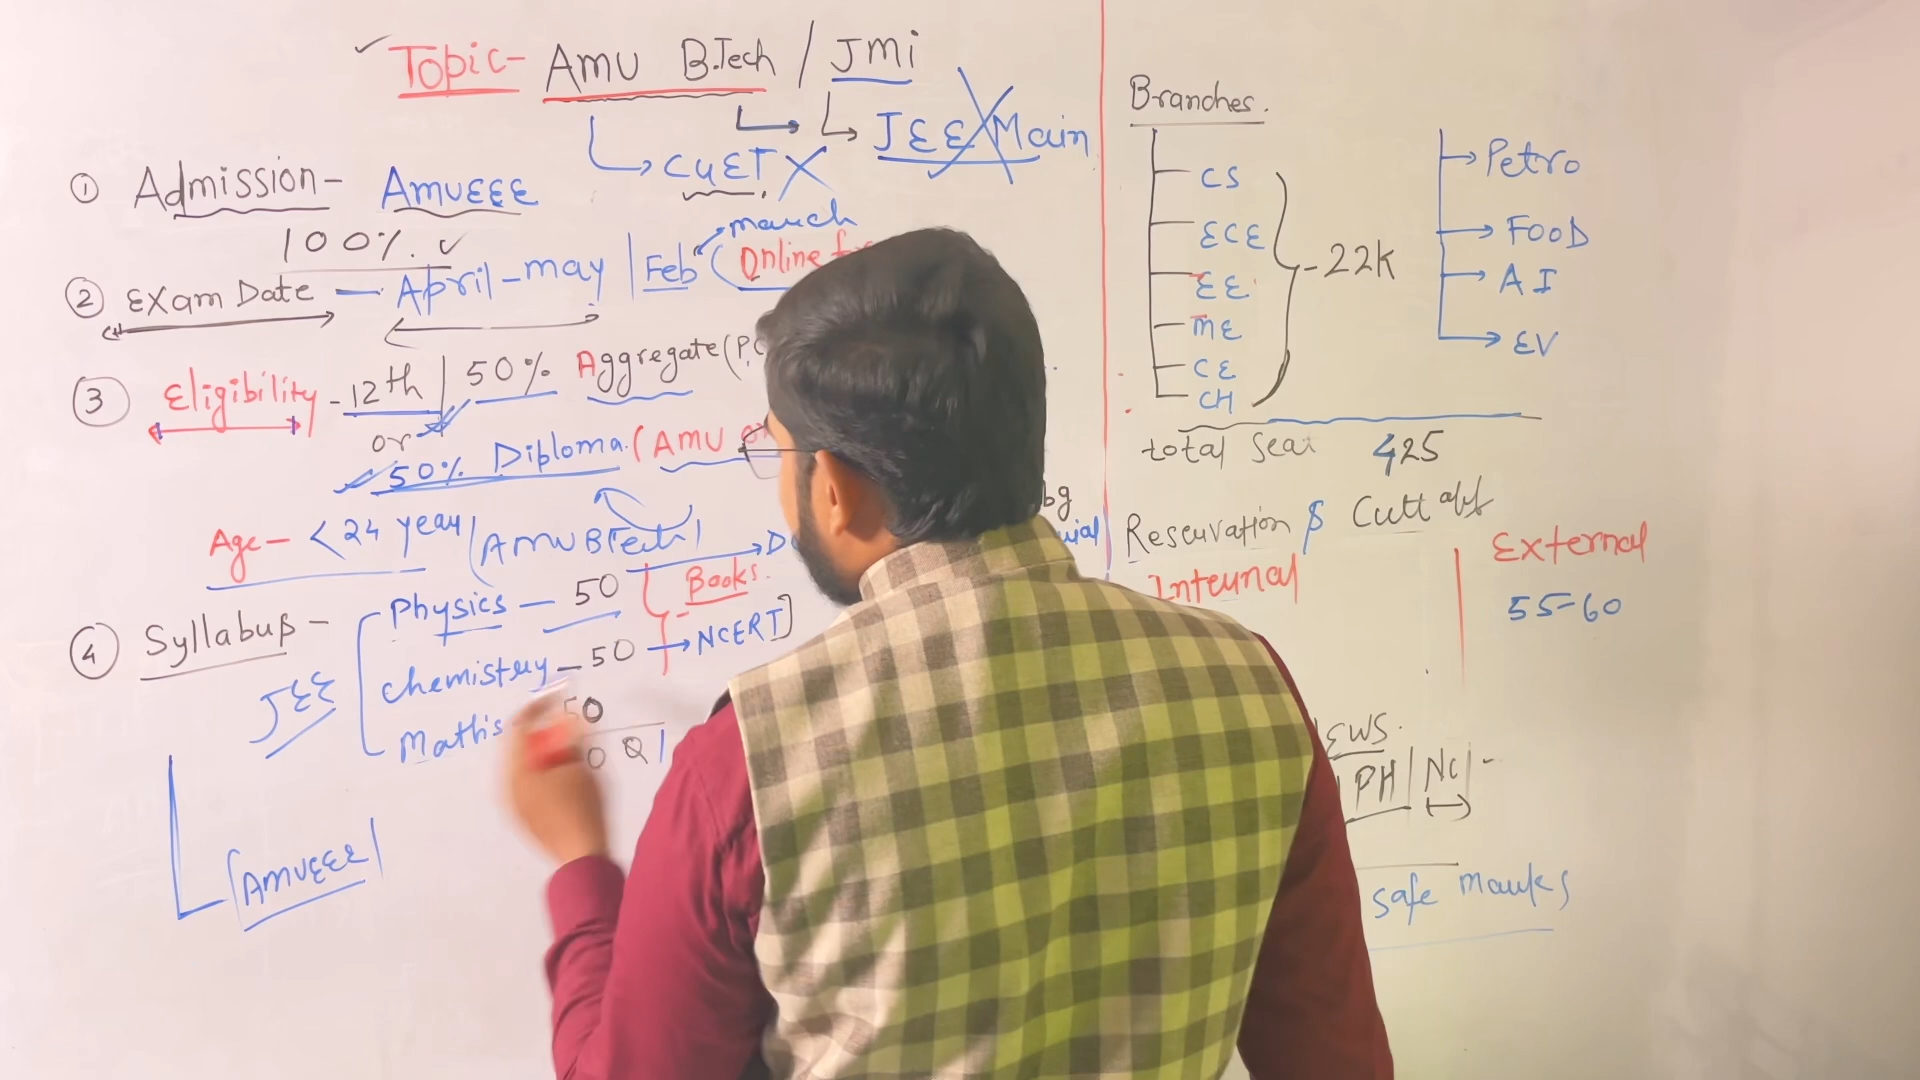 ✓ Topic- AMU B.Tech / JMI
→ CUET X → JEE Main
① Admission- AMUEEE
100%. ✓
② Exam Date — April-may | Feb march (Online
③ Eligibility - 12th | 50% Aggregate (P,C
or
50% Diploma. (AMU or
Age- < 24 year (AMU BTech) → D
④ Syllabus - Physics — 50 Books.
JEE chemistry - 50 → NCERT]
Maths 50
0 Q
[AMUEEE]
Branches.
CS
ECE
EE
ME
CE
CH
- 22K
→ Petro
→ FOOD
→ AI
→ EV
total Seat 425
Reservation & Cutt off
Internal | External
55-60
EWS.
PH | NC | -
safe marks